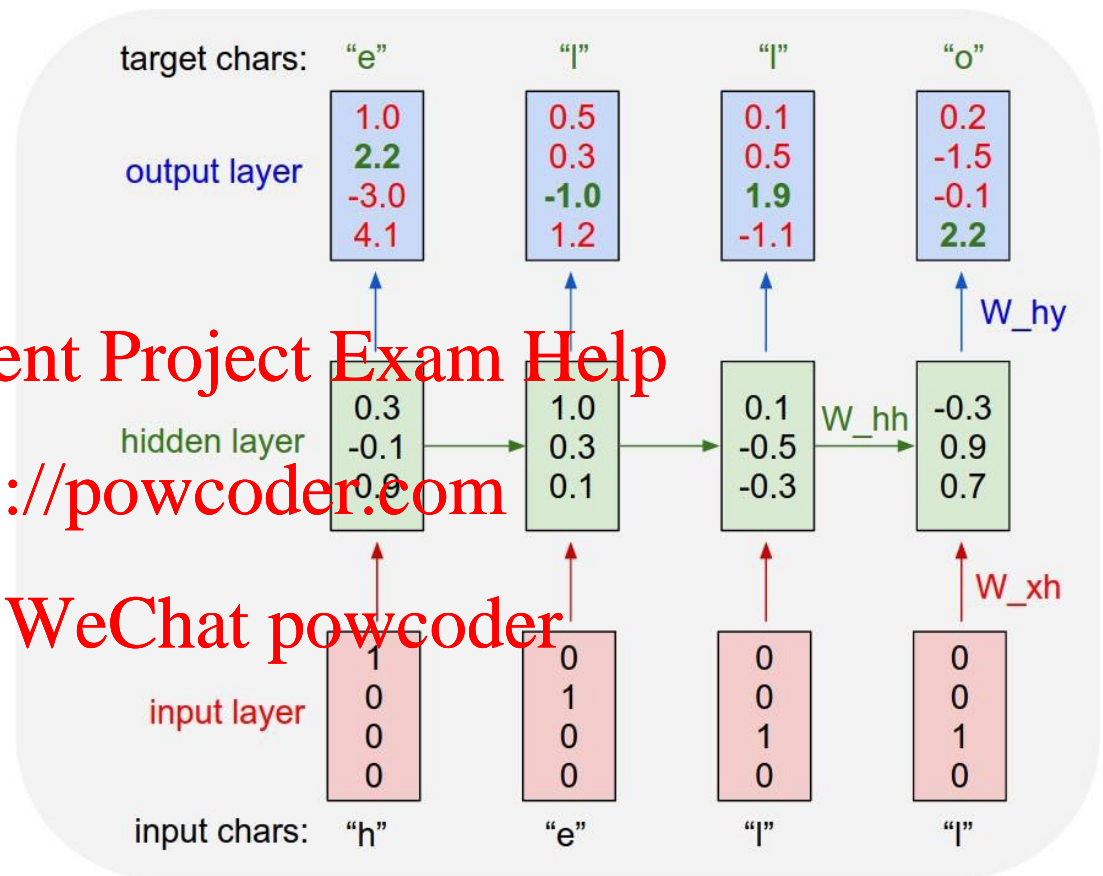 target chars: “e” “l” “l” “o”
output layer
1.0 0.5 0.1 0.2
2.2 0.3 0.5 -1.5
-3.0 -1.0 1.9 -0.1
4.1 1.2 -1.1 2.2
W_hy
ent Project Exam Help
hidden layer
0.3 1.0 0.1 W_hh -0.3
-0.1 0.3 -0.5 0.9
0.9 0.1 -0.3 0.7
://powcoder.com
W_xh
WeChat powcoder
input layer
1 0 0 0
0 1 0 0
0 0 1 1
0 0 0 0
input chars: “h” “e” “l” “l”